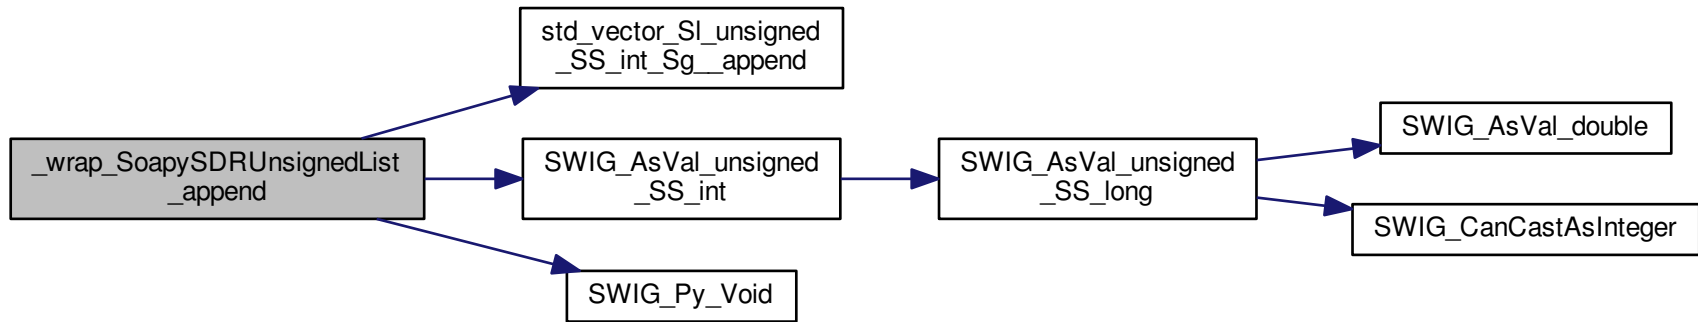 _wrap_SoapySDRUnsignedList
_append
std_vector_Sl_unsigned
_SS_int_Sg__append
SWIG_AsVal_unsigned
_SS_int
SWIG_Py_Void
SWIG_AsVal_unsigned
_SS_long
SWIG_AsVal_double
SWIG_CanCastAsInteger